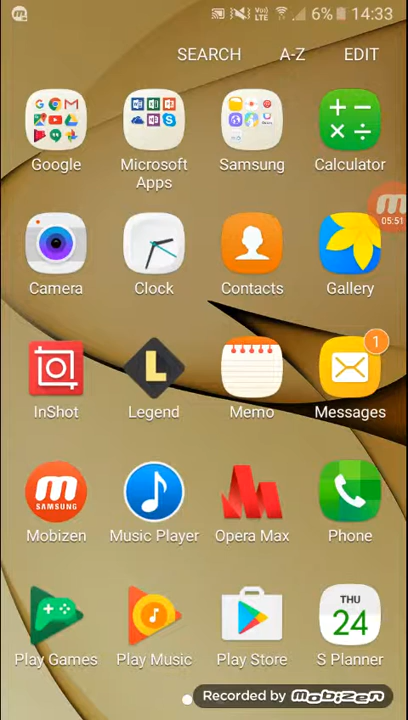 VoLTE 6% 14:33
SEARCH A-Z EDIT
Google Microsoft Apps Samsung Calculator
05:51
Camera Clock Contacts Gallery
L 1
InShot Legend Memo Messages
SAMSUNG
Mobizen Music Player Opera Max Phone
THU
24
Play Games Play Music Play Store S Planner
Recorded by mobizen